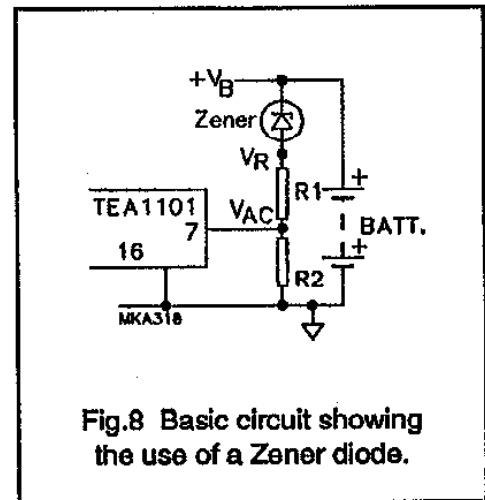 +VB
Zener
VR
R1
TEA1101
VAC
7
BATT.
16
R2
MKA318
Fig.8 Basic circuit showing
the use of a Zener diode.